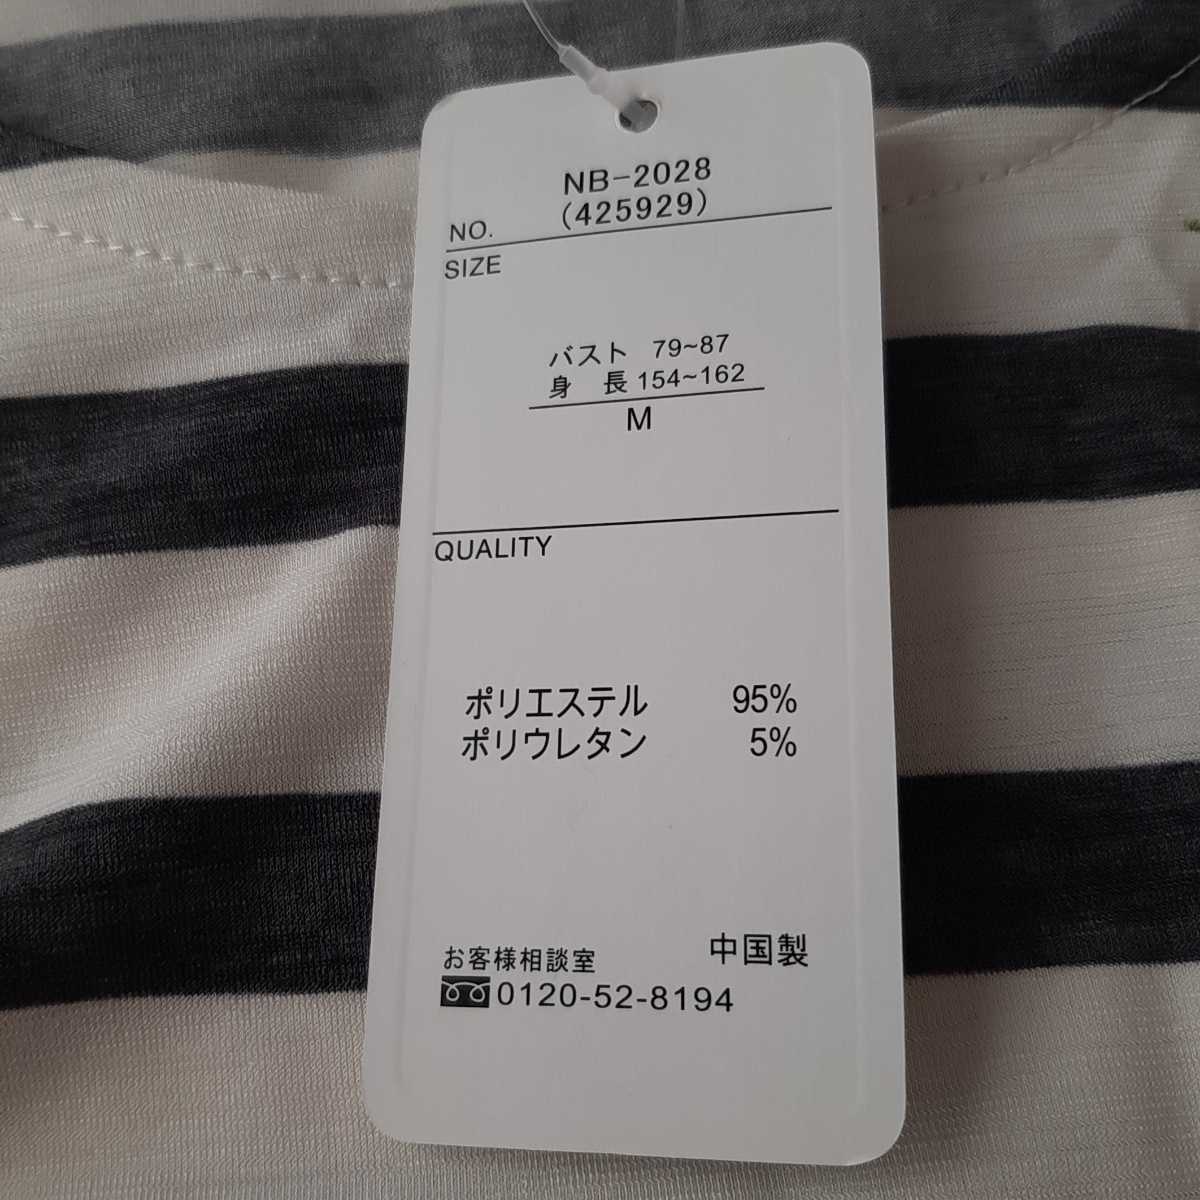 NB-2028
NO. (425929)
SIZE
バスト 79~87
身 長 154~162
M
QUALITY
ポリエステル 95%
ポリウレタン 5%
お客様相談室 中国製
0120-52-8194